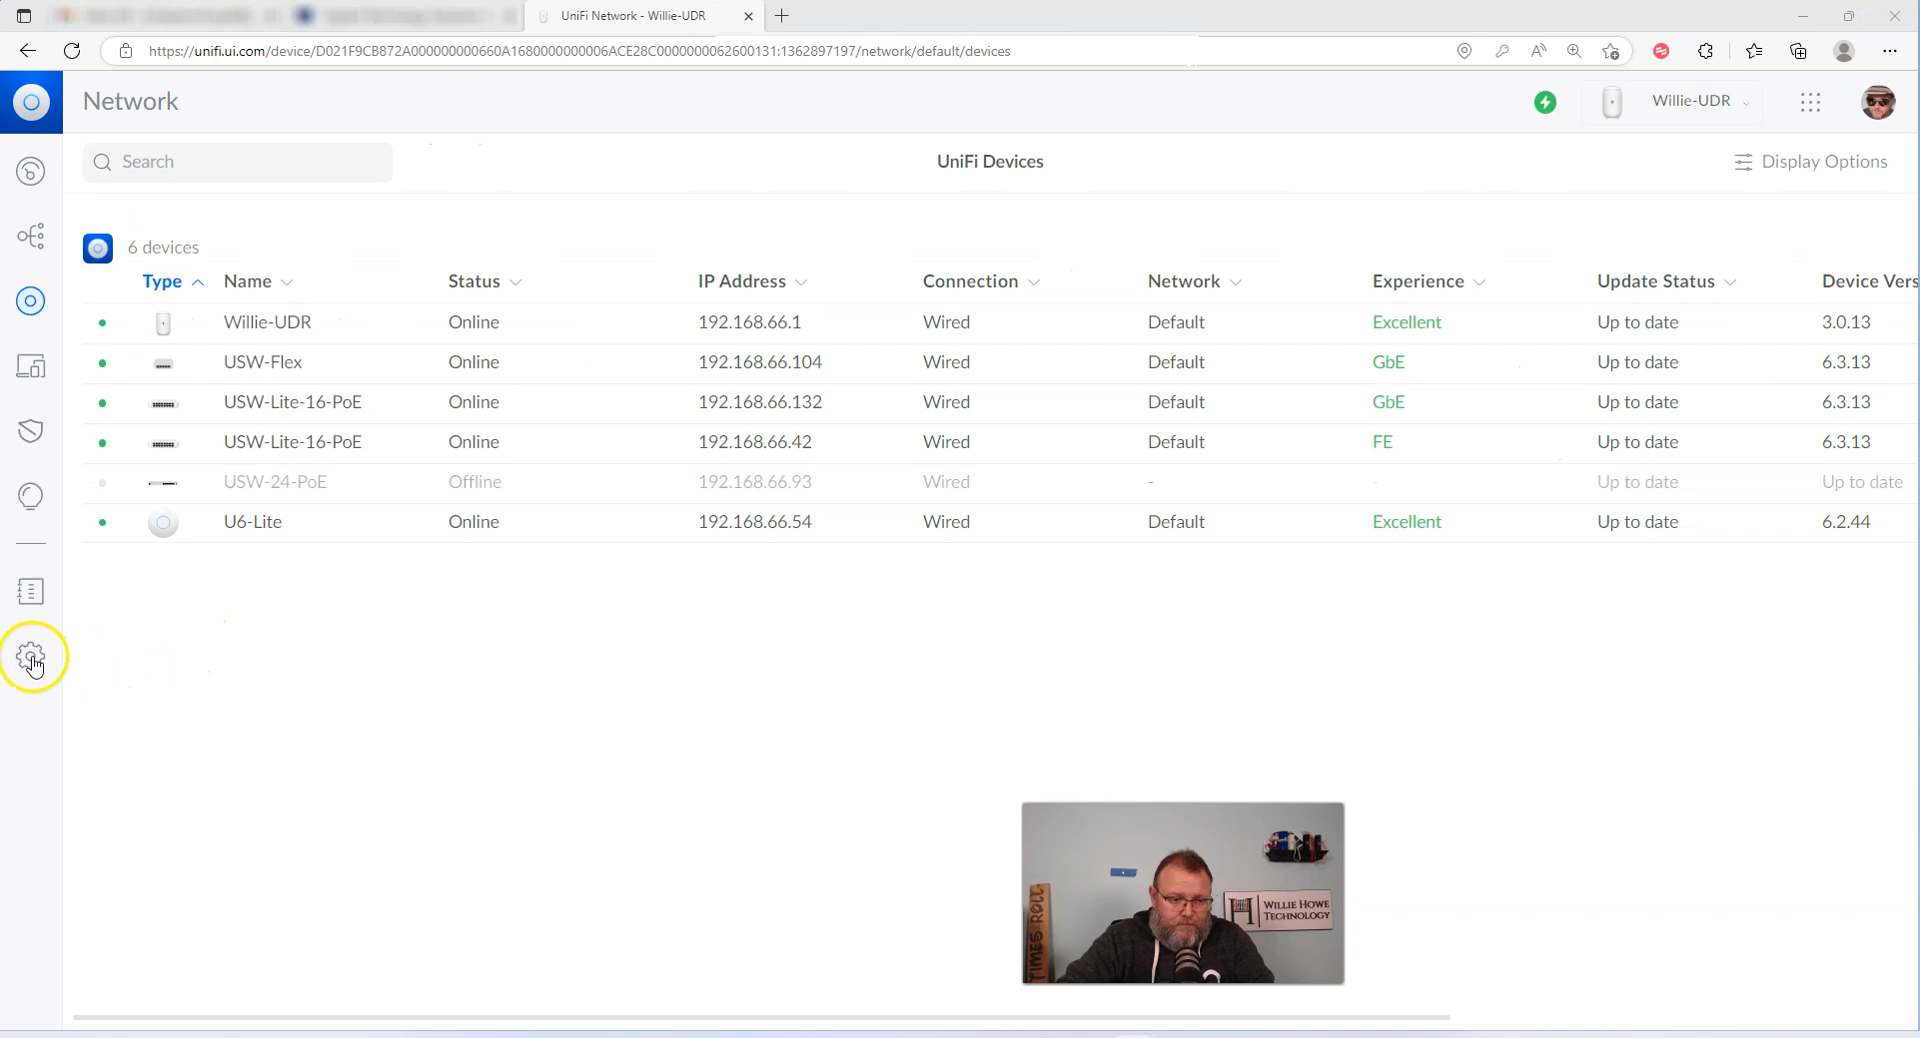 UniFi Network - Willie-UDR
https://unifi.ui.com/device/D021F9CB872A000000000660A1680000000006ACE28C0000000062600131:1362897197/network/default/devices
Network
Willie-UDR
Search
UniFi Devices
Display Options
6 devices
Type Name Status IP Address Connection Network Experience Update Status Device Vers
Willie-UDR Online 192.168.66.1 Wired Default Excellent Up to date 3.0.13
USW-Flex Online 192.168.66.104 Wired Default GbE Up to date 6.3.13
USW-Lite-16-PoE Online 192.168.66.132 Wired Default GbE Up to date 6.3.13
USW-Lite-16-PoE Online 192.168.66.42 Wired Default FE Up to date 6.3.13
USW-24-PoE Offline 192.168.66.93 Wired - - Up to date Up to date
U6-Lite Online 192.168.66.54 Wired Default Excellent Up to date 6.2.44
TIMES ROLL
WILLIE HOWE
TECHNOLOGY